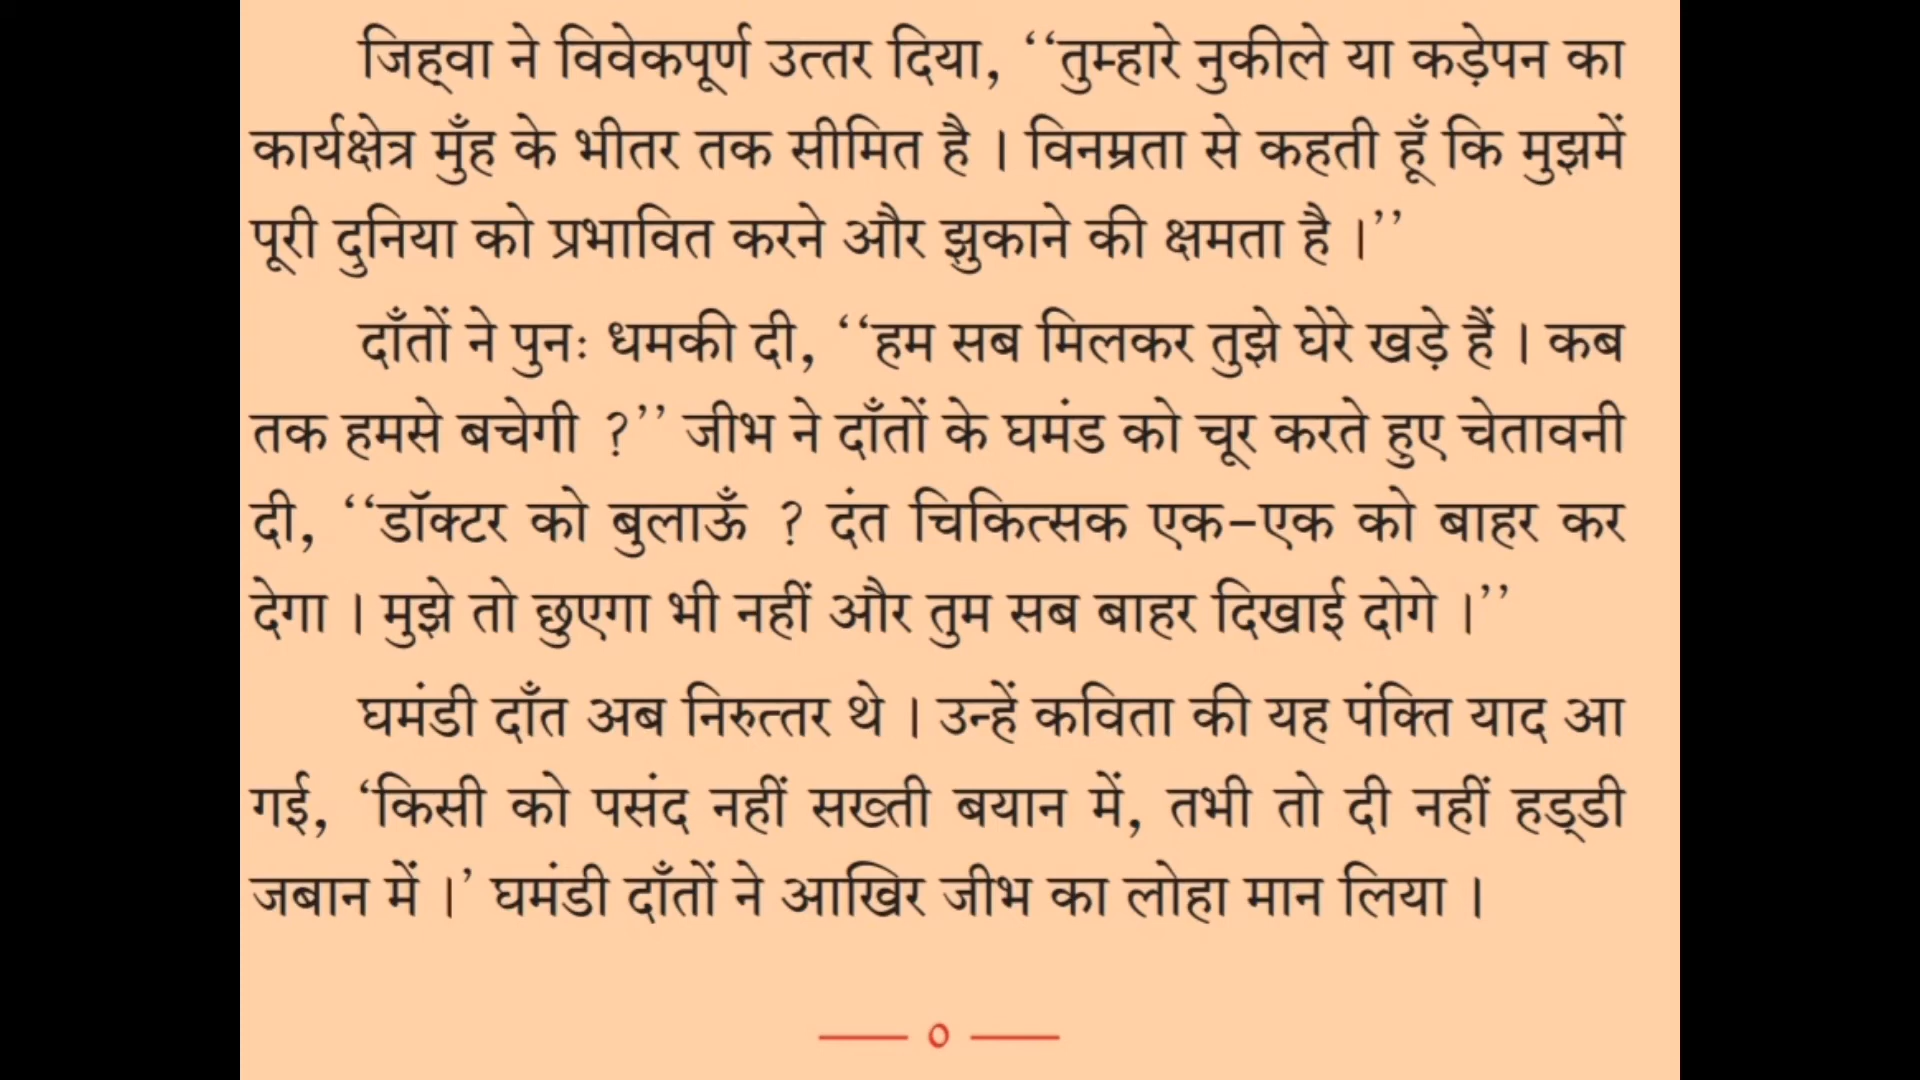 जिह्वा ने विवेकपूर्ण उत्तर दिया, ‘‘तुम्हारे नुकीले या कड़ेपन का
कार्यक्षेत्र मुँह के भीतर तक सीमित है । विनम्रता से कहती हूँ कि मुझमें
पूरी दुनिया को प्रभावित करने और झुकाने की क्षमता है ।’’
दाँतों ने पुनः धमकी दी, ‘‘हम सब मिलकर तुझे घेरे खड़े हैं । कब
तक हमसे बचेगी ?’’ जीभ ने दाँतों के घमंड को चूर करते हुए चेतावनी
दी, ‘‘डॉक्टर को बुलाऊँ ? दंत चिकित्सक एक-एक को बाहर कर
देगा । मुझे तो छुएगा भी नहीं और तुम सब बाहर दिखाई दोगे ।’’
घमंडी दाँत अब निरुत्तर थे । उन्हें कविता की यह पंक्ति याद आ
गई, ‘किसी को पसंद नहीं सख्ती बयान में, तभी तो दी नहीं हड्डी
जबान में ।’ घमंडी दाँतों ने आखिर जीभ का लोहा मान लिया ।